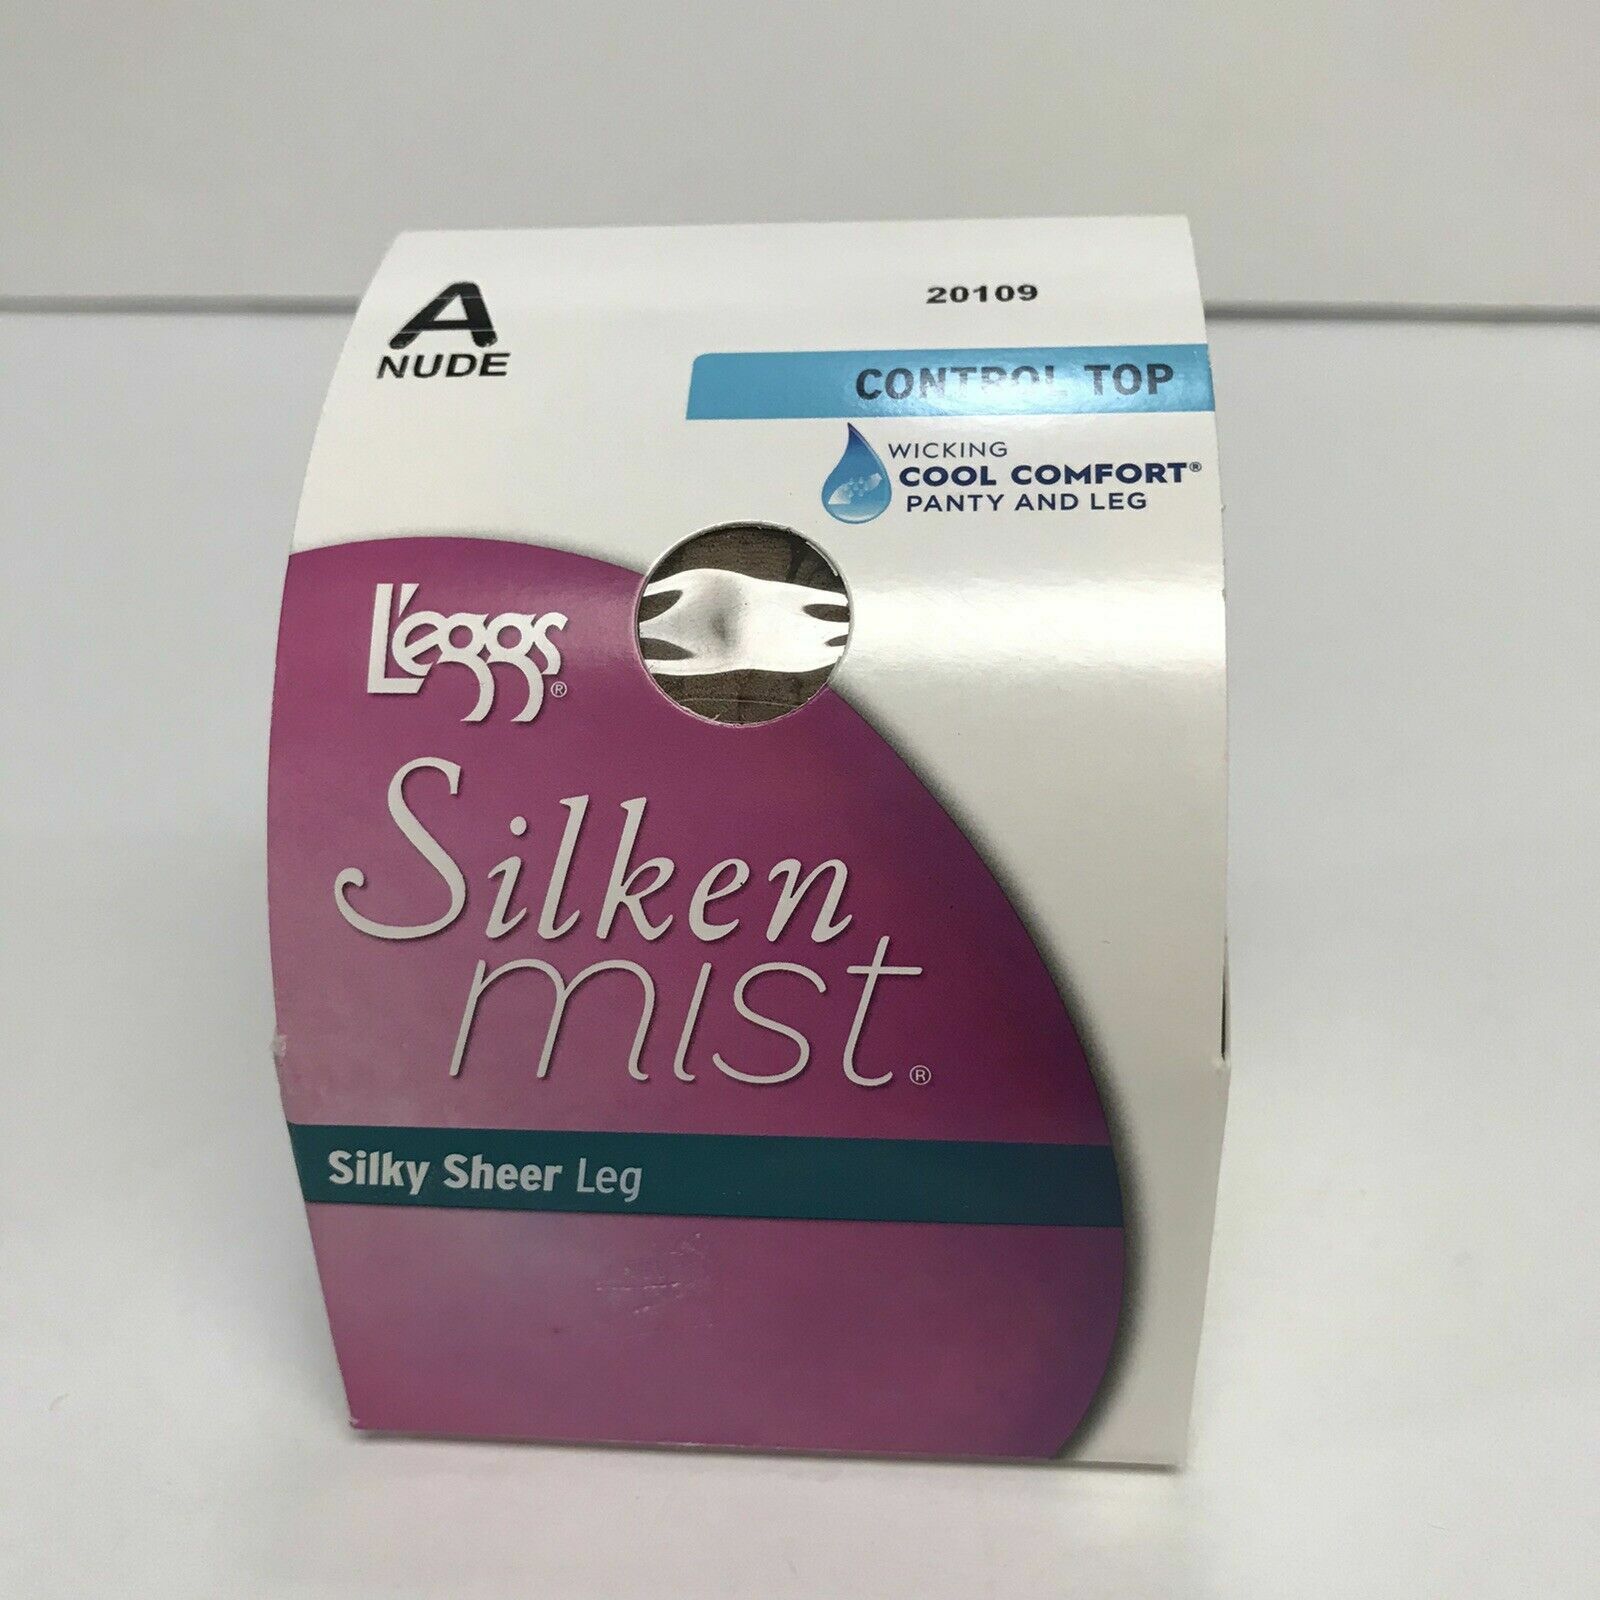 A
NUDE
20109
CONTROL TOP
WICKING
COOL COMFORT®
PANTY AND LEG
L'eggs®
Silken
mist®
Silky Sheer Leg